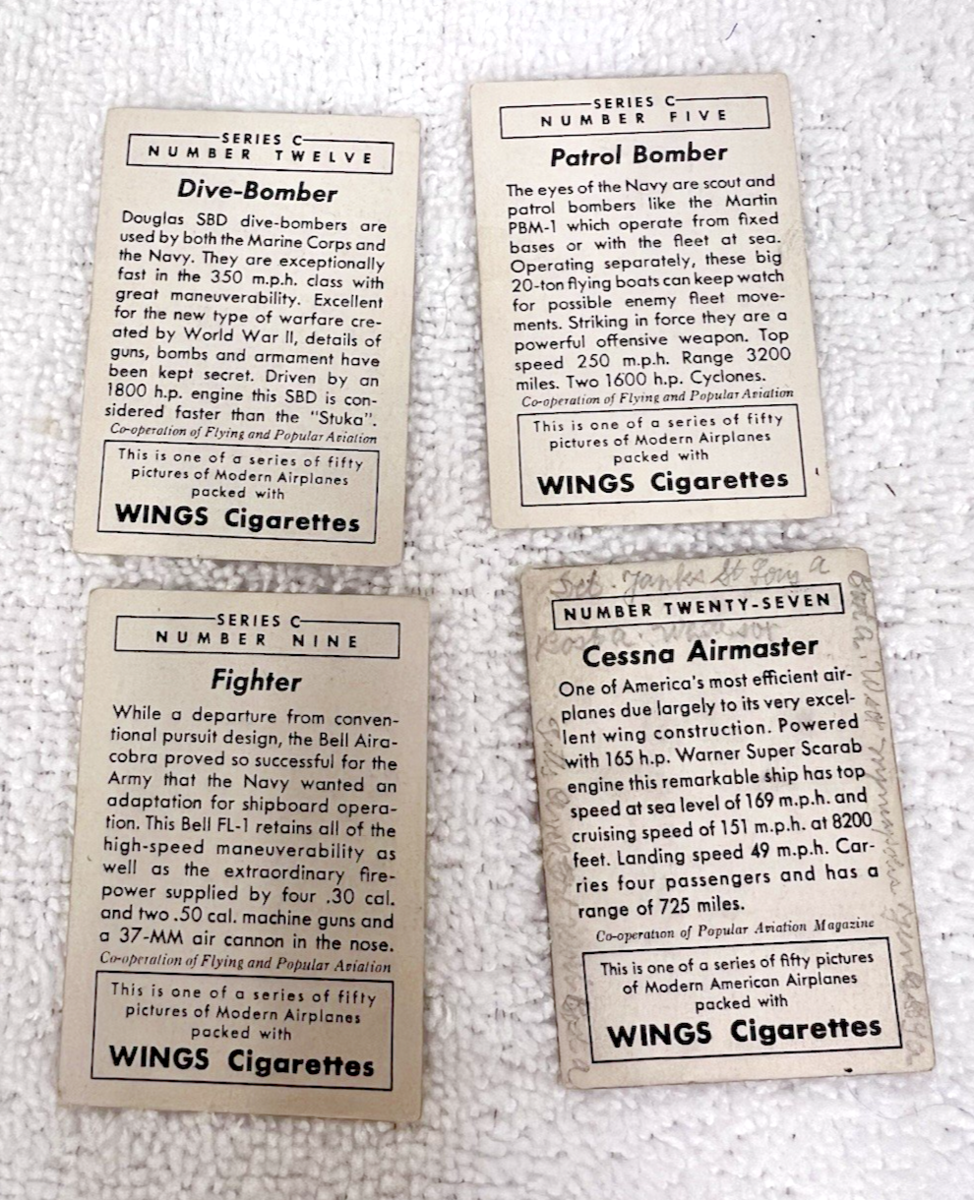 SERIES C
NUMBER TWELVE
Dive-Bomber
Douglas SBD dive-bombers are
used by both the Marine Corps and
the Navy. They are exceptionally
fast in the 350 m.p.h. class with
great maneuverability. Excellent
for the new type of warfare cre-
ated by World War II, details of
guns, bombs and armament have
been kept secret. Driven by an
1800 h.p. engine this SBD is con-
sidered faster than the "Stuka".
Co-operation of Flying and Popular Aviation
This is one of a series of fifty
pictures of Modern Airplanes
packed with
WINGS Cigarettes
SERIES C
NUMBER FIVE
Patrol Bomber
The eyes of the Navy are scout and
patrol bombers like the Martin
PBM-1 which operate from fixed
bases or with the fleet at sea.
Operating separately, these big
20-ton flying boats can keep watch
for possible enemy fleet move-
ments. Striking in force they are a
powerful offensive weapon. Top
speed 250 m.p.h. Range 3200
miles. Two 1600 h.p. Cyclones.
Co-operation of Flying and Popular Aviation
This is one of a series of fifty
pictures of Modern Airplanes
packed with
WINGS Cigarettes
SERIES C
NUMBER NINE
Fighter
While a departure from conven-
tional pursuit design, the Bell Aira-
cobra proved so successful for the
Army that the Navy wanted an
adaptation for shipboard opera-
tion. This Bell FL-1 retains all of the
high-speed maneuverability as
well as the extraordinary fire-
power supplied by four .30 cal.
and two .50 cal. machine guns and
a 37-MM air cannon in the nose.
Co-operation of Flying and Popular Aviation
This is one of a series of fifty
pictures of Modern Airplanes
packed with
WINGS Cigarettes
Yanks St
NUMBER TWENTY-SEVEN
Cessna Airmaster
One of America's most efficient air-
planes due largely to its very excel-
lent wing construction. Powered
with 165 h.p. Warner Super Scarab
engine this remarkable ship has top
speed at sea level of 169 m.p.h. and
cruising speed of 151 m.p.h. at 8200
feet. Landing speed 49 m.p.h. Car-
ries four passengers and has a
range of 725 miles.
Co-operation of Popular Aviation Magazine
This is one of a series of fifty pictures
of Modern American Airplanes
packed with
WINGS Cigarettes